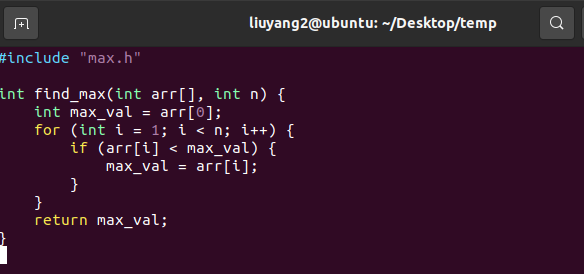 liuyang2@ubuntu: ~/Desktop/temp
#include "max.h"
int find_max(int arr[], int n) {
    int max_val = arr[0];
    for (int i = 1; i < n; i++) {
        if (arr[i] < max_val) {
            max_val = arr[i];
        }
    }
    return max_val;
}